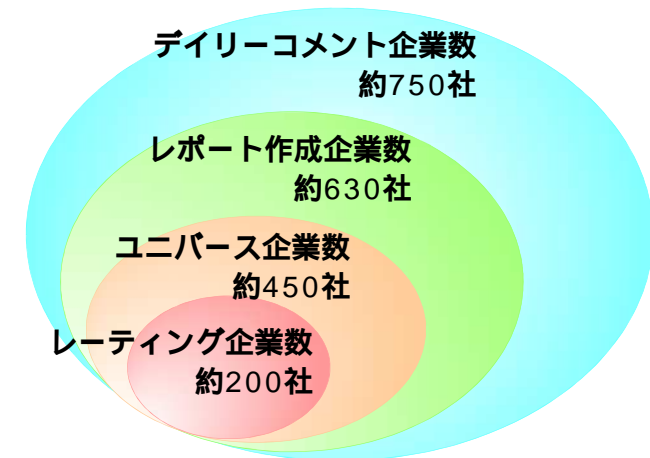 デイリーコメント企業数
約750社
レポート作成企業数
約630社
ユニバース企業数
約450社
レーティング企業数
約200社